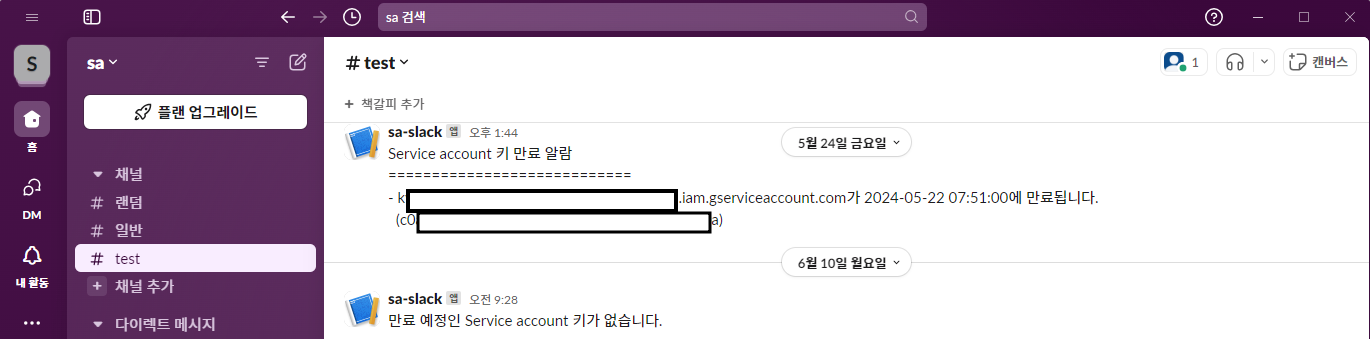 sa 검색
S
홈
DM
내 활동
sa
플랜 업그레이드
채널
# 랜덤
# 일반
# test
+ 채널 추가
다이렉트 메시지
# test
1
캔버스
+ 책갈피 추가
sa-slack 앱 오후 1:44
5월 24일 금요일
Service account 키 만료 알람
============================
- k .iam.gserviceaccount.com가 2024-05-22 07:51:00에 만료됩니다.
(c0 a)
6월 10일 월요일
sa-slack 앱 오전 9:28
만료 예정인 Service account 키가 없습니다.